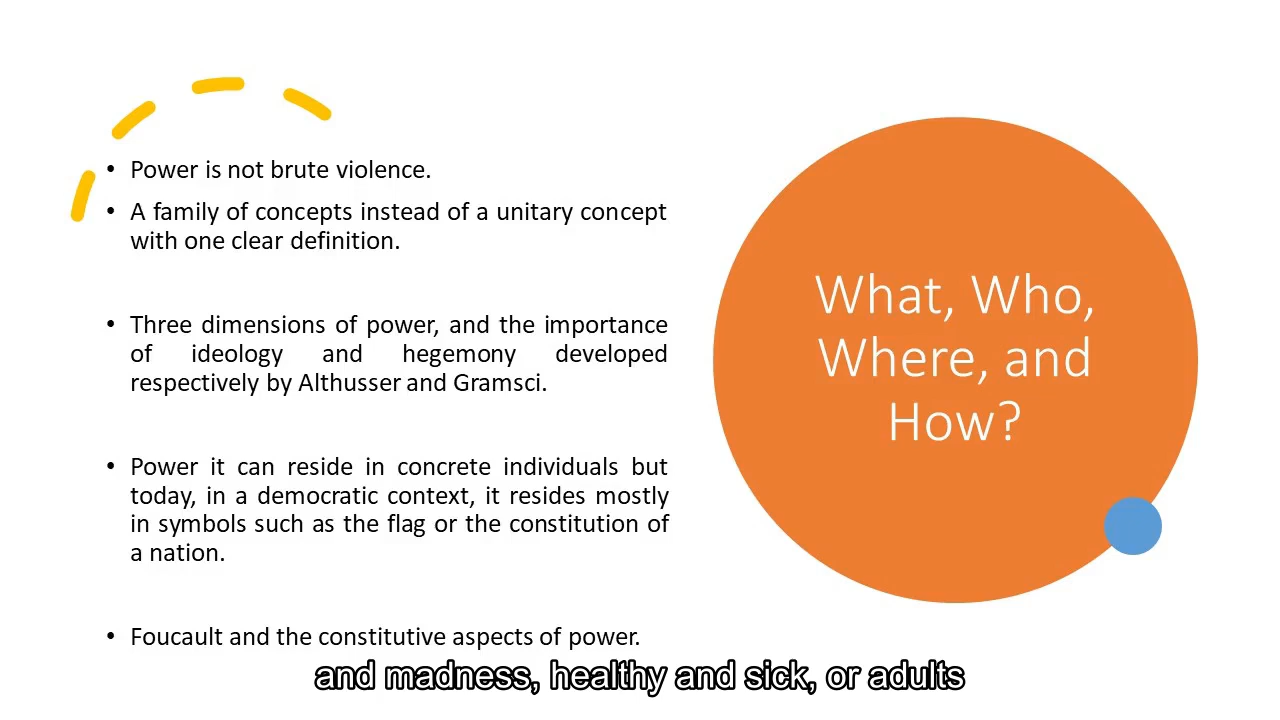 • Power is not brute violence.
• A family of concepts instead of a unitary concept
with one clear definition.
• Three dimensions of power, and the importance
of ideology and hegemony developed
respectively by Althusser and Gramsci.
• Power it can reside in concrete individuals but
today, in a democratic context, it resides mostly
in symbols such as the flag or the constitution of
a nation.
• Foucault and the constitutive aspects of power.
What, Who,
Where, and
How?
and madness, healthy and sick, or adults